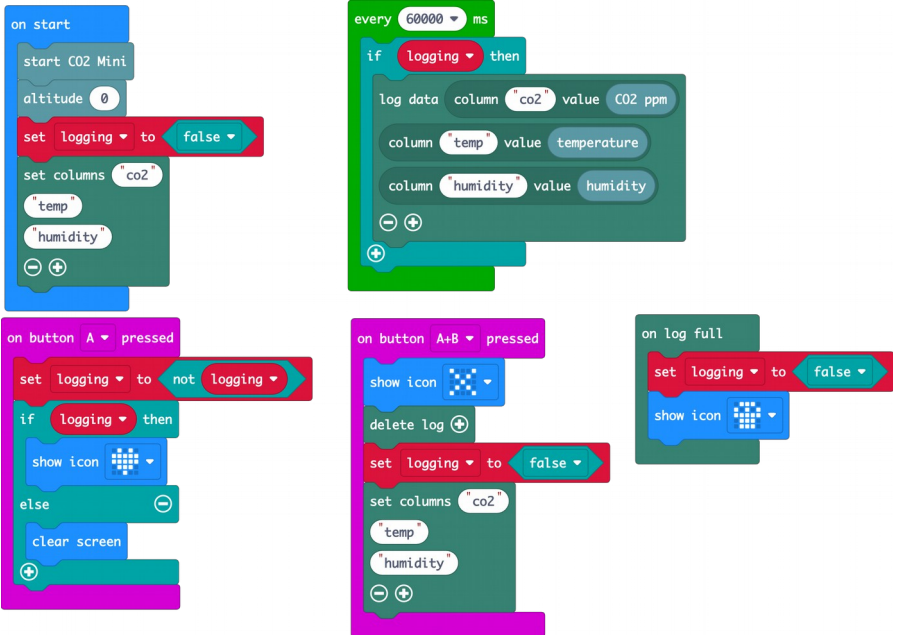 on start
start CO2 Mini
altitude 0
set logging to false
set columns "co2"
"temp"
"humidity"
every 60000 ms
if logging then
log data column "co2" value CO2 ppm
column "temp" value temperature
column "humidity" value humidity
on button A pressed
set logging to not logging
if logging then
show icon
else
clear screen
on button A+B pressed
show icon
delete log
set logging to false
set columns "co2"
"temp"
"humidity"
on log full
set logging to false
show icon